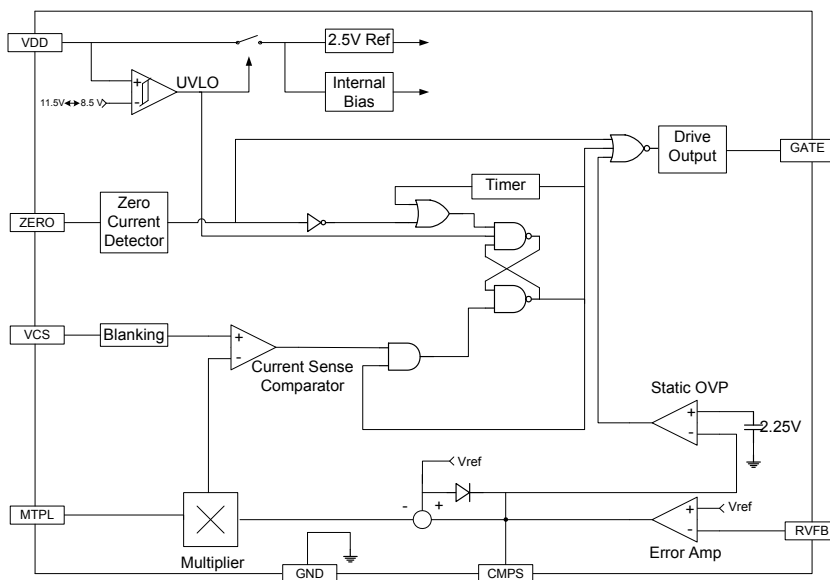 VDD
2.5V Ref
+
UVLO
Internal
Bias
11.5V
8.5 V
-
Drive
Output
GATE
Timer
Zero
Current
Detector
ZERO
VCS
Blanking
+
-
Current Sense
Comparator
Static OVP
+
-
2.25V
Vref
-
+
+
Vref
-
MTPL
Multiplier
Error Amp
RVFB
GND
CMPS